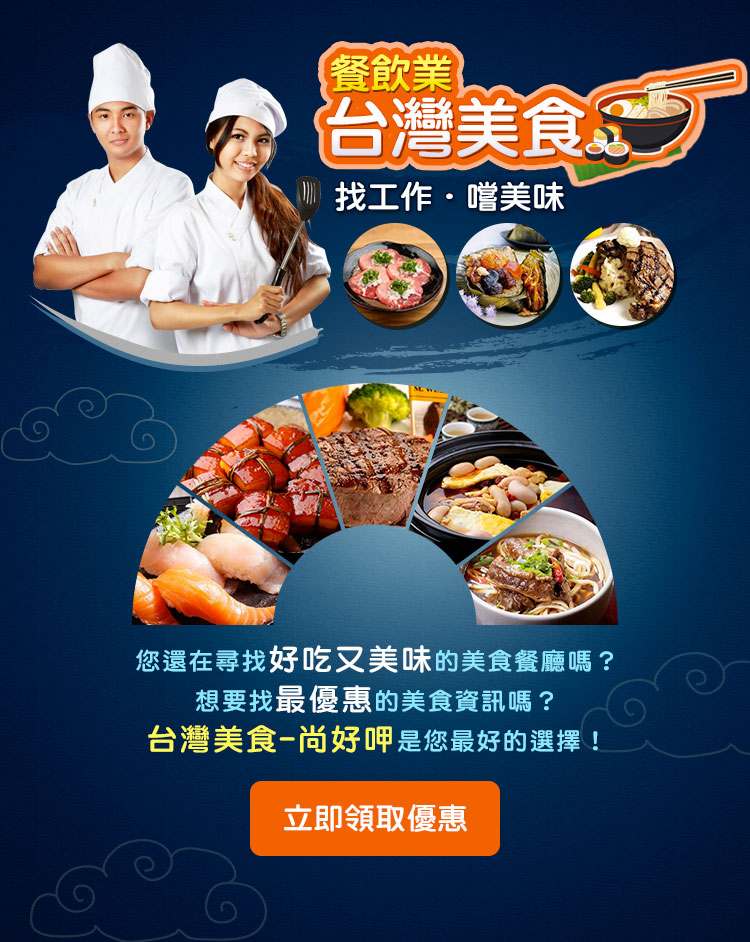 餐飲業
台灣美食
找工作・嚐美味
您還在尋找好吃又美味的美食餐廳嗎？
想要找最優惠的美食資訊嗎？
台灣美食-尚好呷是您最好的選擇！
立即領取優惠